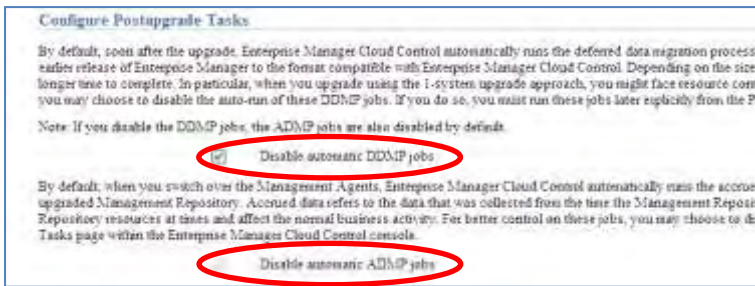 Configure Postupgrade Tasks
By default, soon after the upgrade, Enterprise Manager Cloud Control automatically runs the deferred data migration process
earlier release of Enterprise Manager to the format compatible with Enterprise Manager Cloud Control. Depending on the size
longer time to complete. In particular, when you upgrade using the 1-system upgrade approach, you might face resource con
you may choose to disable the auto-run of these DDMP jobs. If you do so, you must run these jobs later explicitly from the P
Note: If you disable the DDMP jobs, the ADMP jobs are also disabled by default.
Disable automatic DDMP jobs
By default, when you switch over the Management Agents, Enterprise Manager Cloud Control automatically runs the accrue
upgraded Management Repository. Accrued data refers to the data that was collected from the time the Management Reposi
Repository resources at times and affect the normal business activity. For better control on these jobs, you may choose to di
Tasks page within the Enterprise Manager Cloud Control console.
Disable automatic ADMP jobs